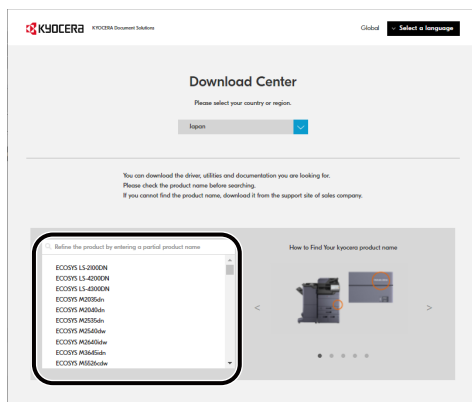 KYOCERA KYOCERA Document Solutions Global Select a language
Download Center
Please select your country or region.
Japan
You can download the driver, utilities and documentation you are looking for.
Please check the product name before searching.
If you cannot find the product name, download it from the support site of sales company.
Refine the product by entering a partial product name
ECOSYS LS-2100DN
ECOSYS LS-4200DN
ECOSYS LS-4300DN
ECOSYS M2035dn
ECOSYS M2040dn
ECOSYS M2535dn
ECOSYS M2540dw
ECOSYS M2640idw
ECOSYS M3645idn
ECOSYS M5526cdw
How to Find Your kyocera product name